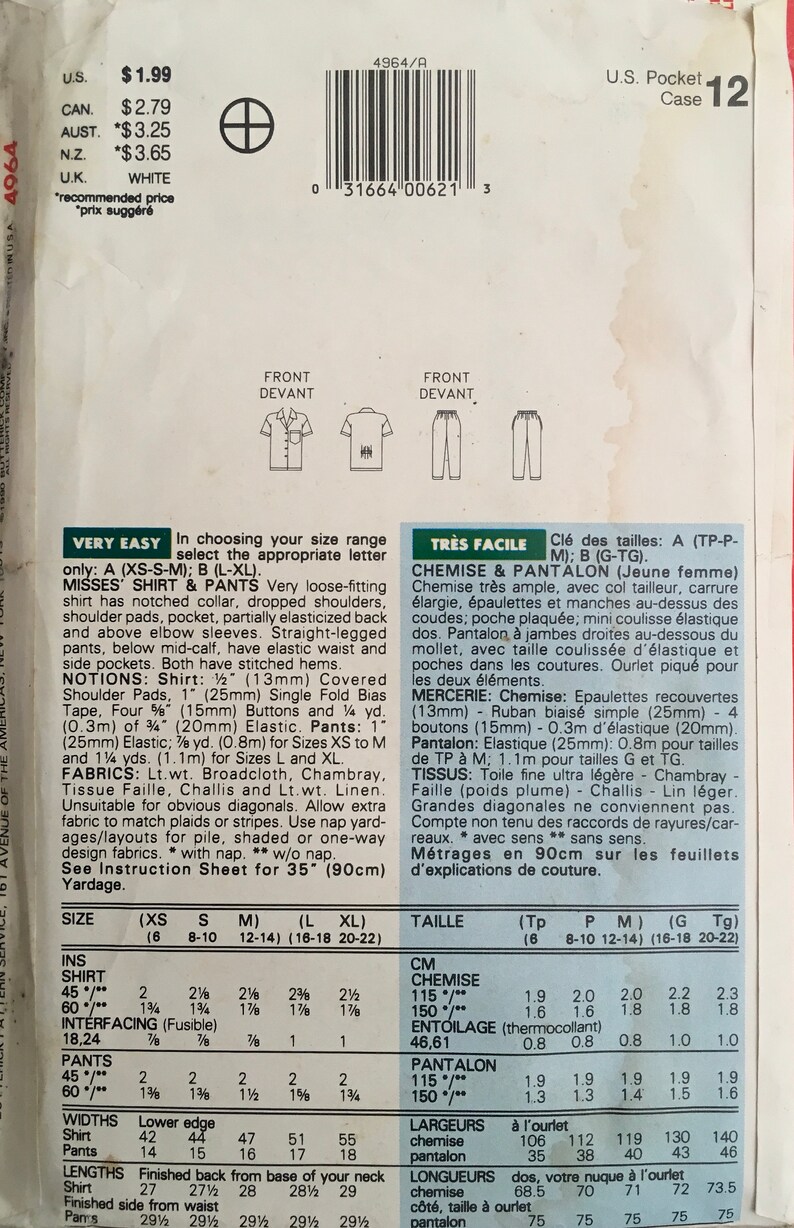 U.S. $1.99
CAN. $2.79
AUST. *$3.25
N.Z. *$3.65
U.K. WHITE
*recommended price
*prix suggéré
4964/A
0 31664 00621 3
U.S. Pocket
Case 12
4964
FRONT
DEVANT
FRONT
DEVANT
VERY EASY In choosing your size range
select the appropriate letter
only: A (XS-S-M); B (L-XL).
MISSES' SHIRT & PANTS Very loose-fitting
shirt has notched collar, dropped shoulders,
shoulder pads, pocket, partially elasticized back
and above elbow sleeves. Straight-legged
pants, below mid-calf, have elastic waist and
side pockets. Both have stitched hems.
NOTIONS: Shirt: ½" (13mm) Covered
Shoulder Pads, 1" (25mm) Single Fold Bias
Tape, Four ⅝" (15mm) Buttons and ¼ yd.
(0.3m) of ¾" (20mm) Elastic. Pants: 1"
(25mm) Elastic; ⅞ yd. (0.8m) for Sizes XS to M
and 1¼ yds. (1.1m) for Sizes L and XL.
FABRICS: Lt.wt. Broadcloth, Chambray,
Tissue Faille, Challis and Lt.wt. Linen.
Unsuitable for obvious diagonals. Allow extra
fabric to match plaids or stripes. Use nap yard-
ages/layouts for pile, shaded or one-way
design fabrics. * with nap. ** w/o nap.
See Instruction Sheet for 35" (90cm)
Yardage.
TRÈS FACILE Clé des tailles: A (TP-P-
M); B (G-TG).
CHEMISE & PANTALON (Jeune femme)
Chemise très ample, avec col tailleur, carrure
élargie, épaulettes et manches au-dessus des
coudes; poche plaquée; mini coulisse élastique
dos. Pantalon à jambes droites au-dessous du
mollet, avec taille coulissée d'élastique et
poches dans les coutures. Ourlet piqué pour
les deux éléments.
MERCERIE: Chemise: Epaulettes recouvertes
(13mm) - Ruban biaisé simple (25mm) - 4
boutons (15mm) - 0.3m d'élastique (20mm).
Pantalon: Elastique (25mm): 0.8m pour tailles
de TP à M; 1.1m pour tailles G et TG.
TISSUS: Toile fine ultra légère - Chambray -
Faille (poids plume) - Challis - Lin léger.
Grandes diagonales ne conviennent pas.
Compte non tenu des raccords de rayures/car-
reaux. * avec sens ** sans sens.
Métrages en 90cm sur les feuillets
d'explications de couture.
SIZE (XS S M) (L XL)
(6 8-10 12-14) (16-18 20-22)
INS
SHIRT
45 */** 2 2⅛ 2⅛ 2⅜ 2½
60 */** 1¾ 1¾ 1⅞ 1⅞ 1⅞
INTERFACING (Fusible)
18,24 ⅞ ⅞ ⅞ 1 1
PANTS
45 */** 2 2 2 2 2
60 */** 1⅜ 1⅜ 1½ 1⅝ 1¾
WIDTHS Lower edge
Shirt 42 44 47 51 55
Pants 14 15 16 17 18
LENGTHS Finished back from base of your neck
Shirt 27 27½ 28 28½ 29
Finished side from waist
Pants 29½ 29½ 29½ 29½ 29½
TAILLE (Tp P M ) (G Tg)
(6 8-10 12-14) (16-18 20-22)
CM
CHEMISE
115 */** 1.9 2.0 2.0 2.2 2.3
150 */** 1.6 1.6 1.8 1.8 1.8
ENTOILAGE (thermocollant)
46,61 0.8 0.8 0.8 1.0 1.0
PANTALON
115 */** 1.9 1.9 1.9 1.9 1.9
150 */** 1.3 1.3 1.4 1.5 1.6
LARGEURS à l'ourlet
chemise 106 112 119 130 140
pantalon 35 38 40 43 46
LONGUEURS dos, votre nuque à l'ourlet
chemise 68.5 70 71 72 73.5
côté, taille à ourlet
pantalon 75 75 75 75 75